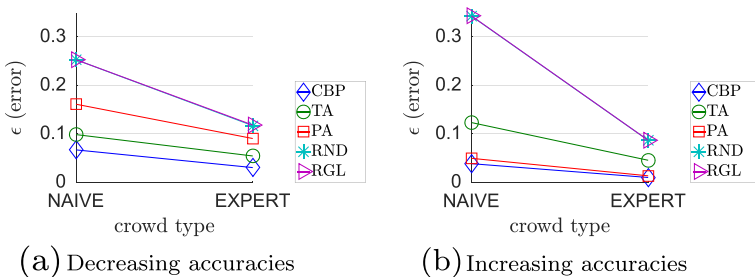 0.3
0.2
0.1
0
ϵ (error)
NAIVE EXPERT
crowd type
CBP
TA
PA
RND
RGL
(a) Decreasing accuracies
0.3
0.2
0.1
0
ϵ (error)
NAIVE EXPERT
crowd type
CBP
TA
PA
RND
RGL
(b) Increasing accuracies